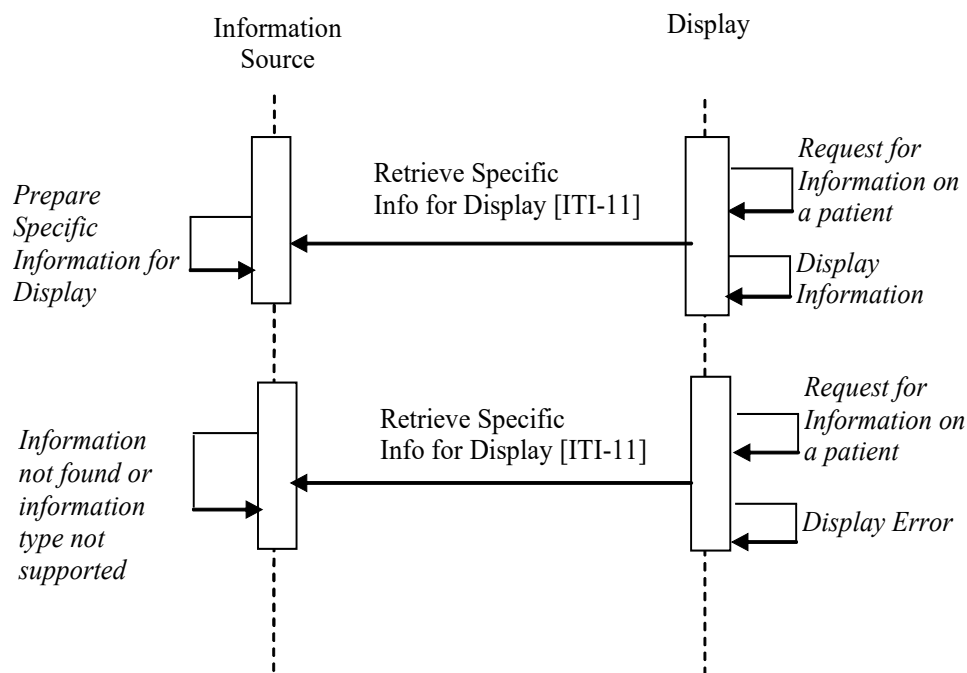 Information
Source
Display
Prepare
Specific
Information for
Display
Retrieve Specific
Info for Display [ITI-11]
Request for
Information on
a patient
Display
Information
Information
not found or
information
type not
supported
Retrieve Specific
Info for Display [ITI-11]
Request for
Information on
a patient
Display Error